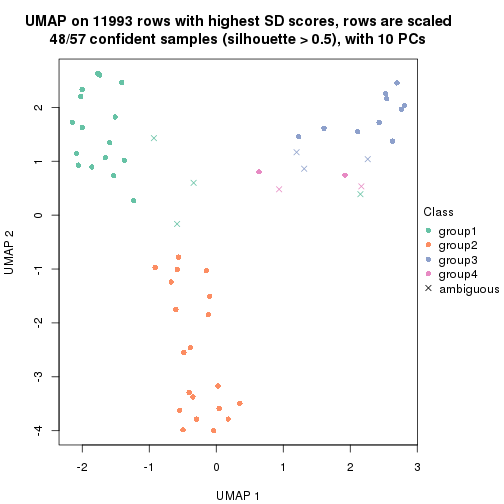 UMAP on 11993 rows with highest SD scores, rows are scaled
48/57 confident samples (silhouette > 0.5), with 10 PCs
UMAP 2
2
1
0
-1
-2
-3
-4
-2
-1
0
1
2
3
UMAP 1
Class
group1
group2
group3
group4
ambiguous